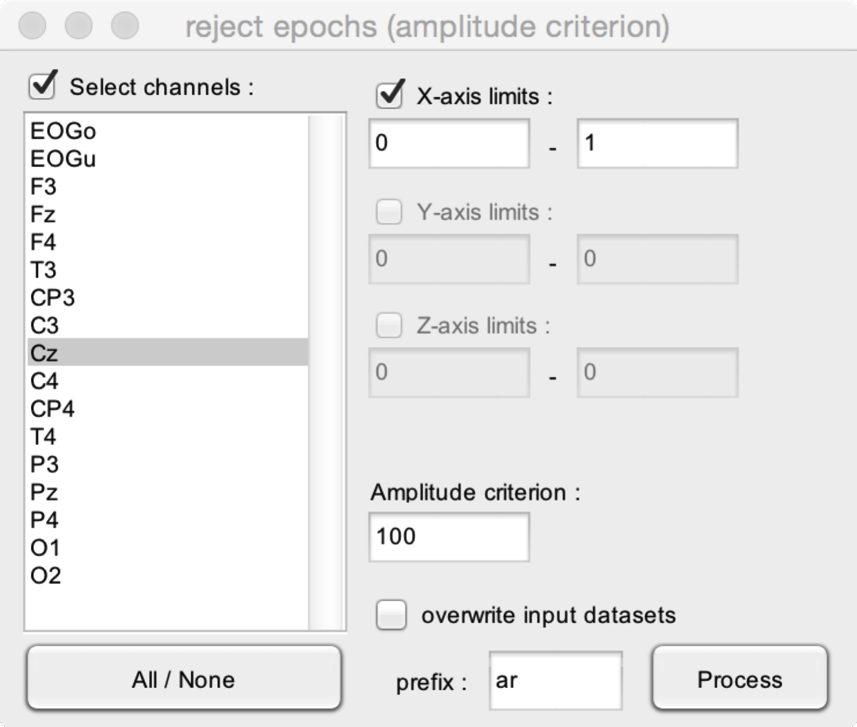 reject epochs (amplitude criterion)
Select channels :
EOGo
EOGu
F3
Fz
F4
T3
CP3
C3
Cz
C4
CP4
T4
P3
Pz
P4
O1
O2
All / None
X-axis limits :
0 - 1
Y-axis limits :
0 - 0
Z-axis limits :
0 - 0
Amplitude criterion :
100
overwrite input datasets
prefix : ar
Process